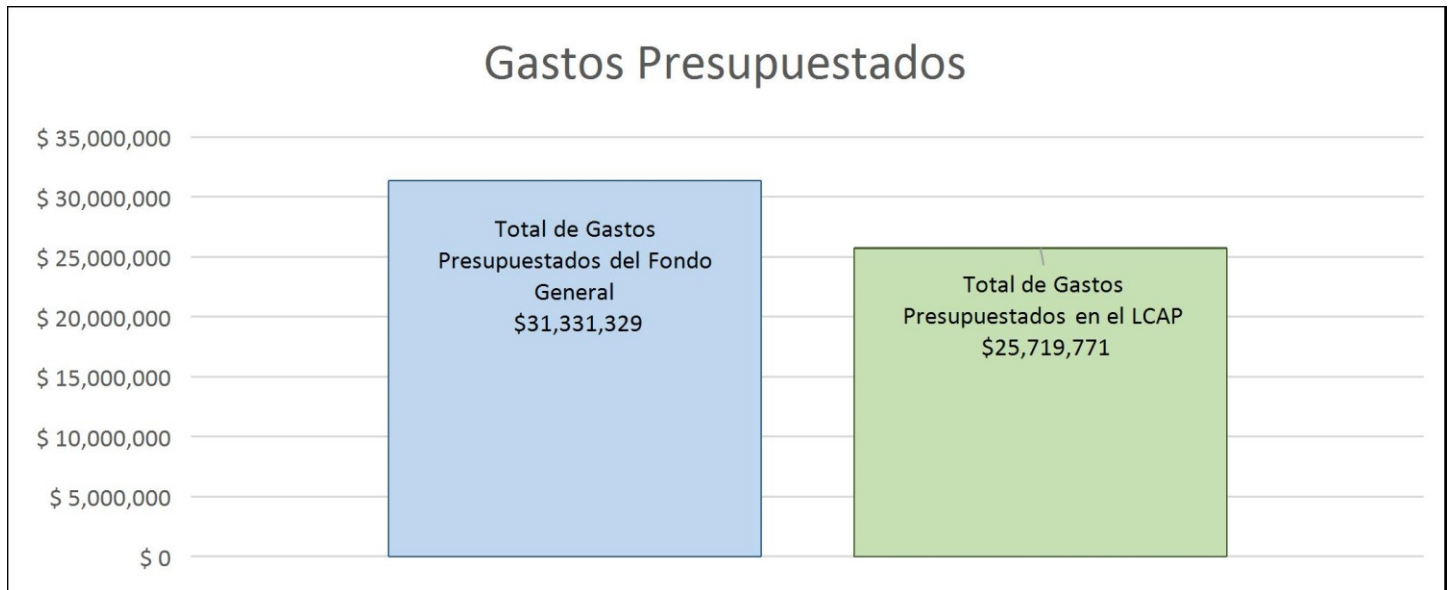 Gastos Presupuestados
$ 35,000,000
$ 30,000,000
$ 25,000,000
$ 20,000,000
$ 15,000,000
$ 10,000,000
$ 5,000,000
$ 0
Total de Gastos
Presupuestados del Fondo
General
$31,331,329
Total de Gastos
Presupuestados en el LCAP
$25,719,771